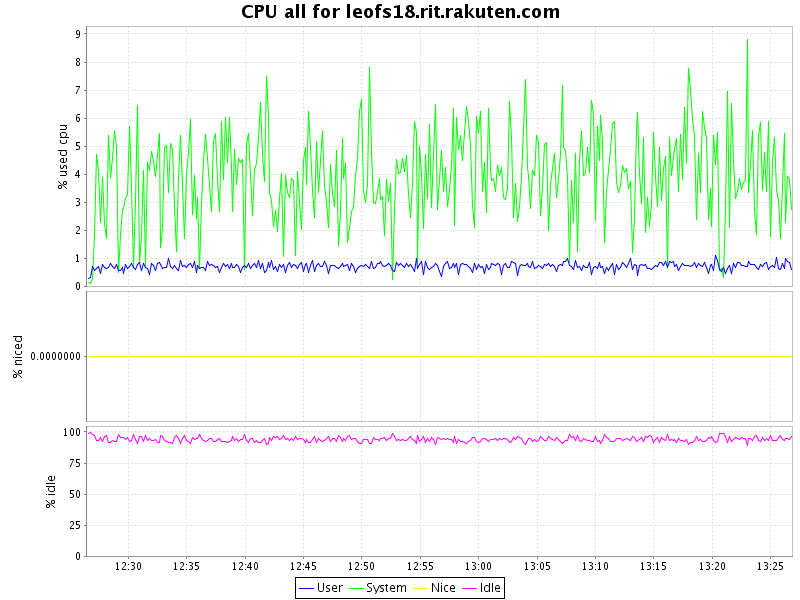 CPU all for leofs18.rit.rakuten.com
% used cpu
9
8
7
6
5
4
3
2
1
0
% niced
0.0000000
% idle
100
75
50
25
0
12:30 12:35 12:40 12:45 12:50 12:55 13:00 13:05 13:10 13:15 13:20 13:25
User System Nice Idle